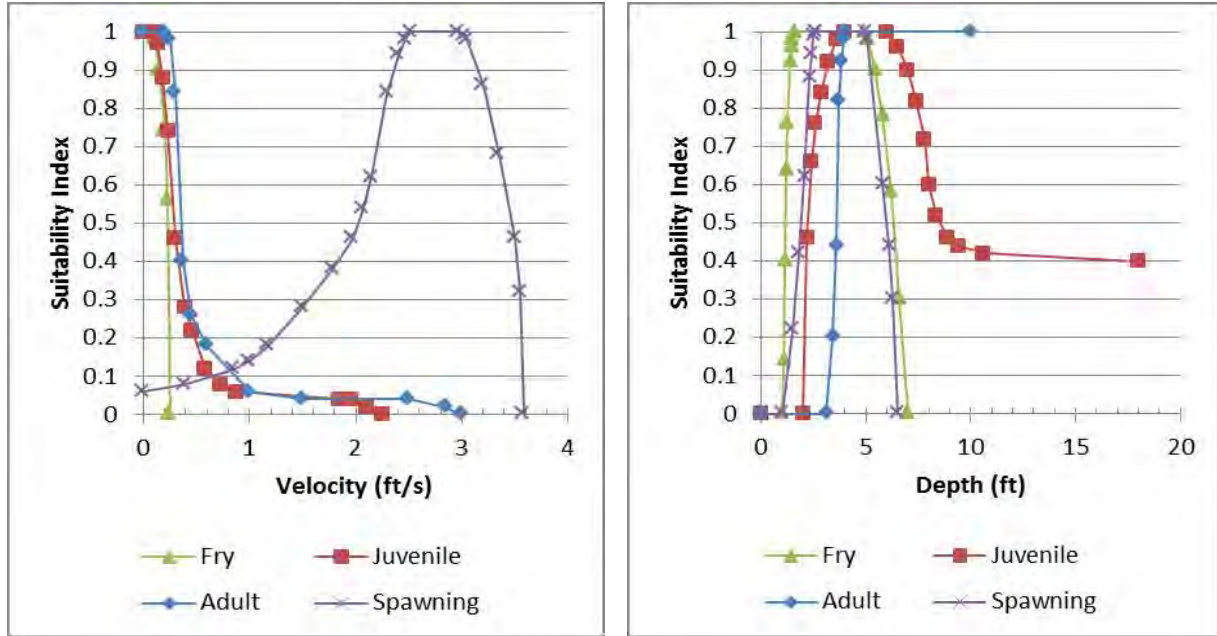 Suitability Index
1
0.9
0.8
0.7
0.6
0.5
0.4
0.3
0.2
0.1
0
0 1 2 3 4
Velocity (ft/s)
Fry Juvenile
Adult Spawning
Suitability Index
1
0.9
0.8
0.7
0.6
0.5
0.4
0.3
0.2
0.1
0
0 5 10 15 20
Depth (ft)
Fry Juvenile
Adult Spawning